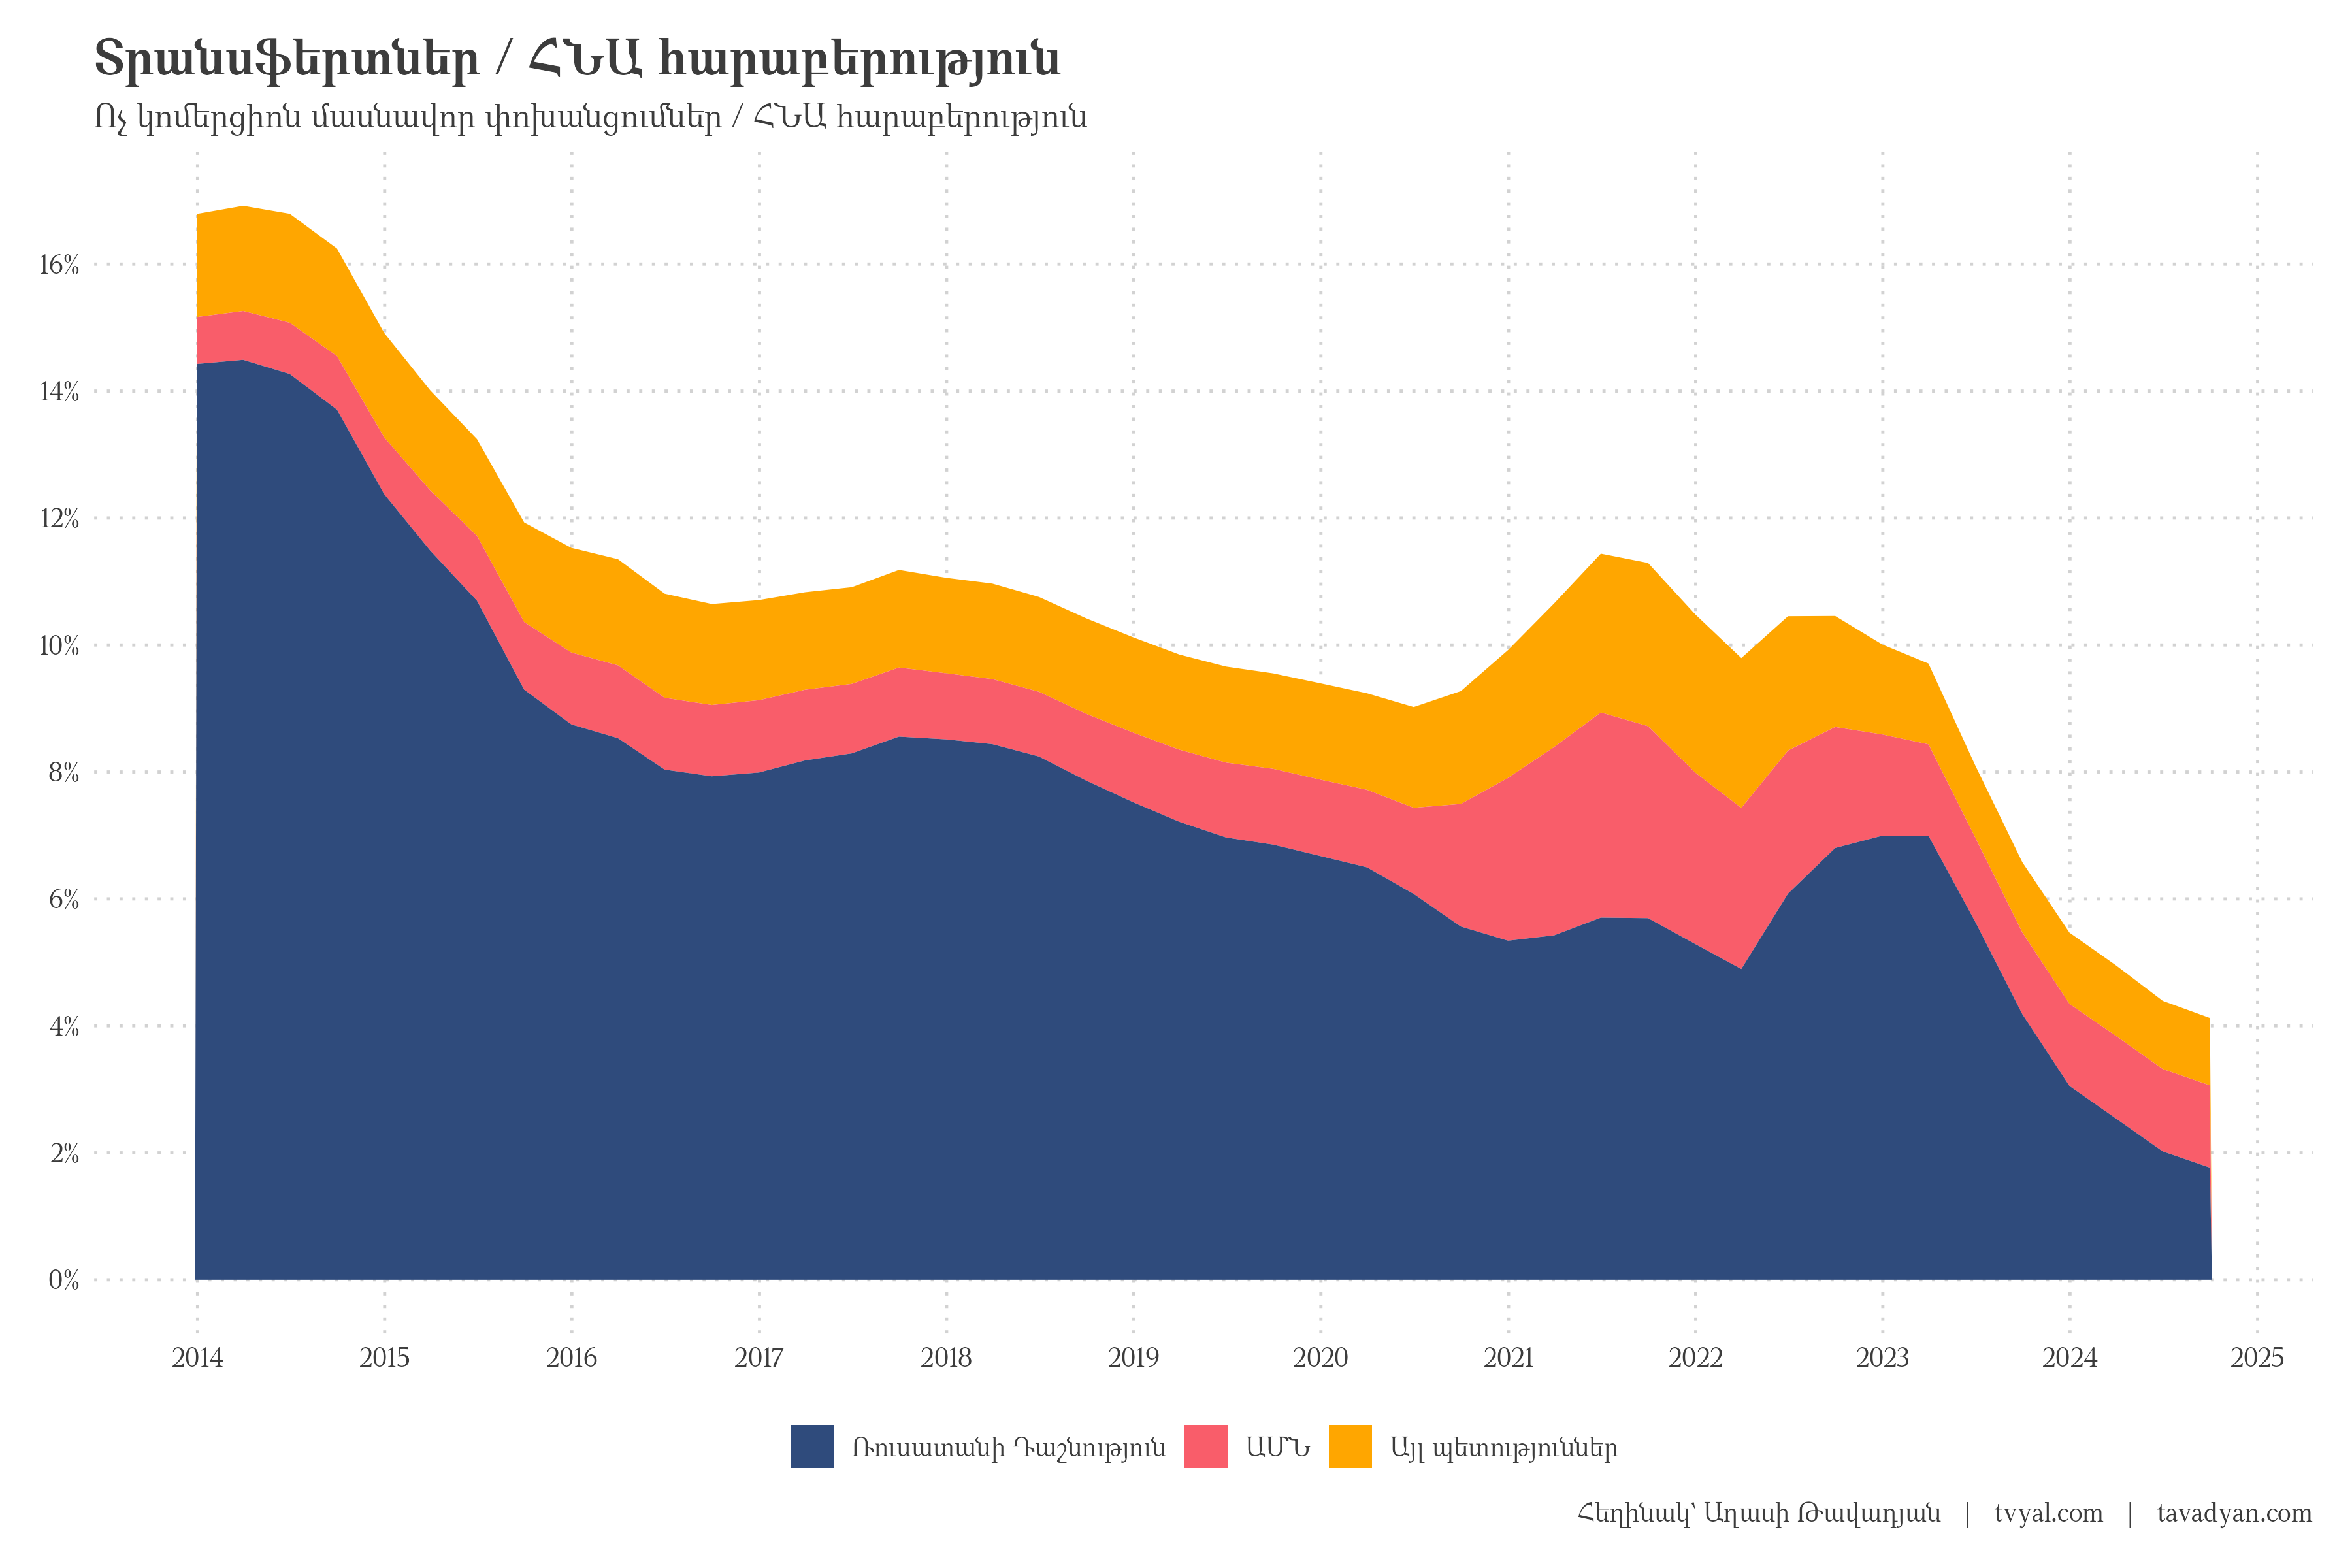 Տրանսֆերտներ / ՀՆԱ հարաբերություն
Ոչ կոմերցիոն մասնավոր փոխանցումներ / ՀՆԱ հարաբերություն
16%
14%
12%
10%
8%
6%
4%
2%
0%
2014 2015 2016 2017 2018 2019 2020 2021 2022 2023 2024 2025
Ռուսատանի Դաշնություն ԱՄՆ Այլ պետություններ
Հեղինակ՝ Աղասի Թավադյան | tvyal.com | tavadyan.com